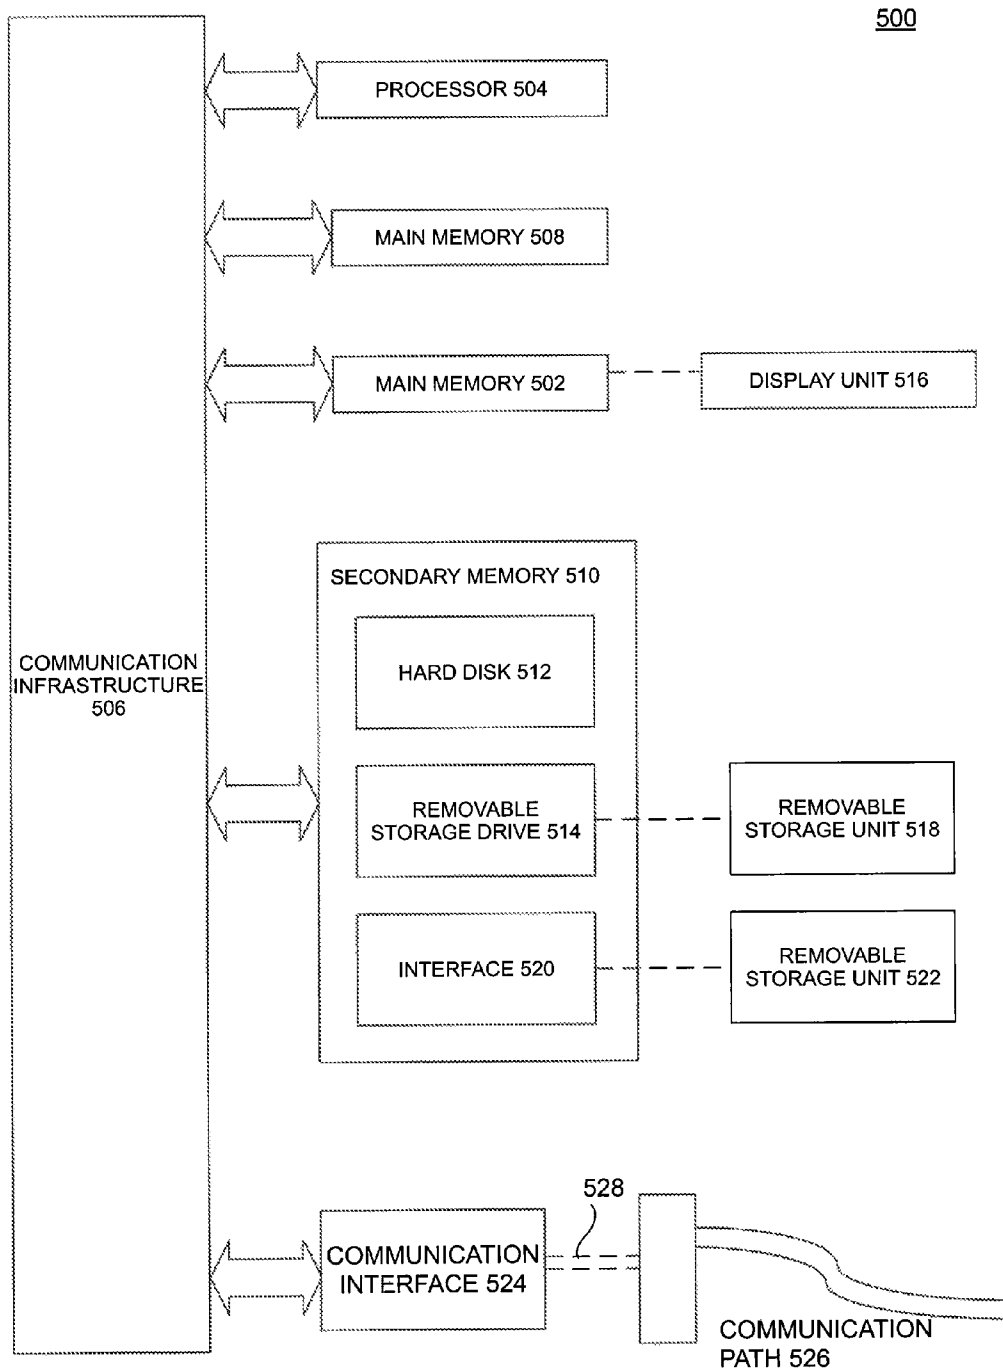 500
PROCESSOR 504
MAIN MEMORY 508
MAIN MEMORY 502
DISPLAY UNIT 516
SECONDARY MEMORY 510
HARD DISK 512
COMMUNICATION
INFRASTRUCTURE
506
REMOVABLE
STORAGE DRIVE 514
REMOVABLE
STORAGE UNIT 518
INTERFACE 520
REMOVABLE
STORAGE UNIT 522
528
COMMUNICATION
INTERFACE 524
COMMUNICATION
PATH 526